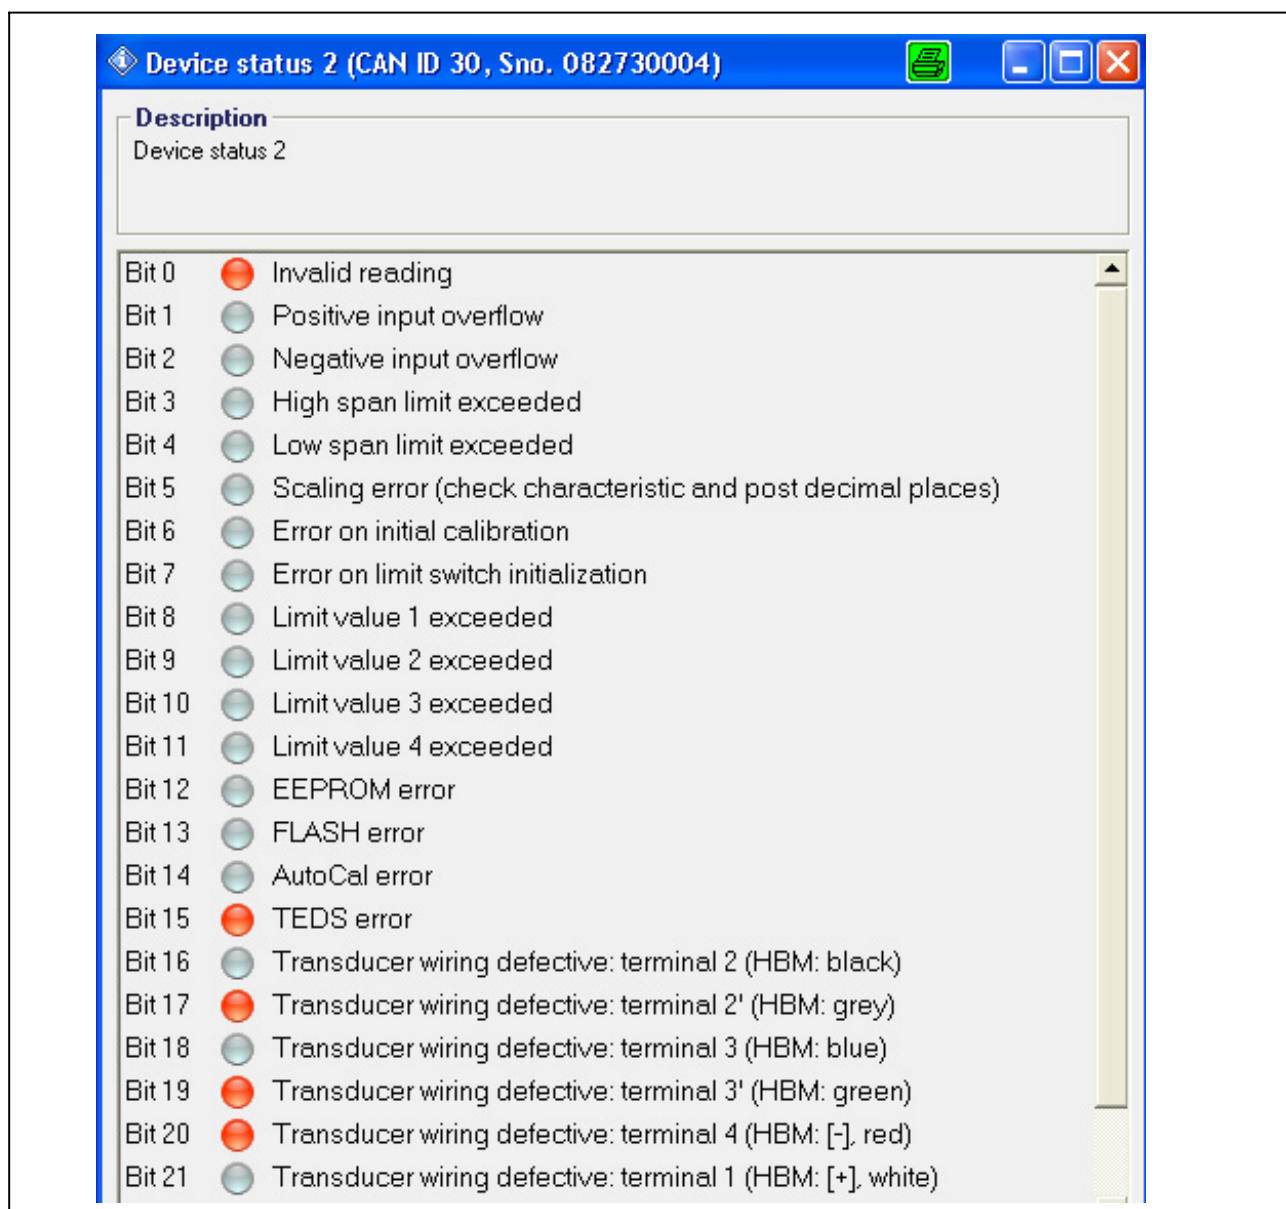 Device status 2 (CAN ID 30, Sno. 082730004)
Description
Device status 2
Bit 0 Invalid reading
Bit 1 Positive input overflow
Bit 2 Negative input overflow
Bit 3 High span limit exceeded
Bit 4 Low span limit exceeded
Bit 5 Scaling error (check characteristic and post decimal places)
Bit 6 Error on initial calibration
Bit 7 Error on limit switch initialization
Bit 8 Limit value 1 exceeded
Bit 9 Limit value 2 exceeded
Bit 10 Limit value 3 exceeded
Bit 11 Limit value 4 exceeded
Bit 12 EEPROM error
Bit 13 FLASH error
Bit 14 AutoCal error
Bit 15 TEDS error
Bit 16 Transducer wiring defective: terminal 2 (HBM: black)
Bit 17 Transducer wiring defective: terminal 2' (HBM: grey)
Bit 18 Transducer wiring defective: terminal 3 (HBM: blue)
Bit 19 Transducer wiring defective: terminal 3' (HBM: green)
Bit 20 Transducer wiring defective: terminal 4 (HBM: [-], red)
Bit 21 Transducer wiring defective: terminal 1 (HBM: [+], white)